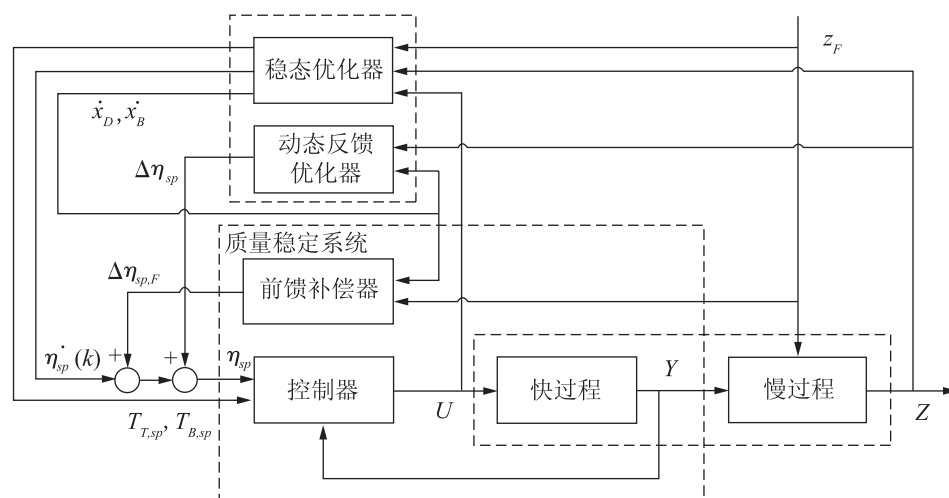 z_F
稳态优化器
ẋ_D, ẋ_B
动态反馈
优化器
Δη_sp
质量稳定系统
Δη_sp,F
前馈补偿器
+
+
η̇_sp (k)
η_sp
控制器
U
快过程
Y
慢过程
Z
T_T,sp, T_B,sp